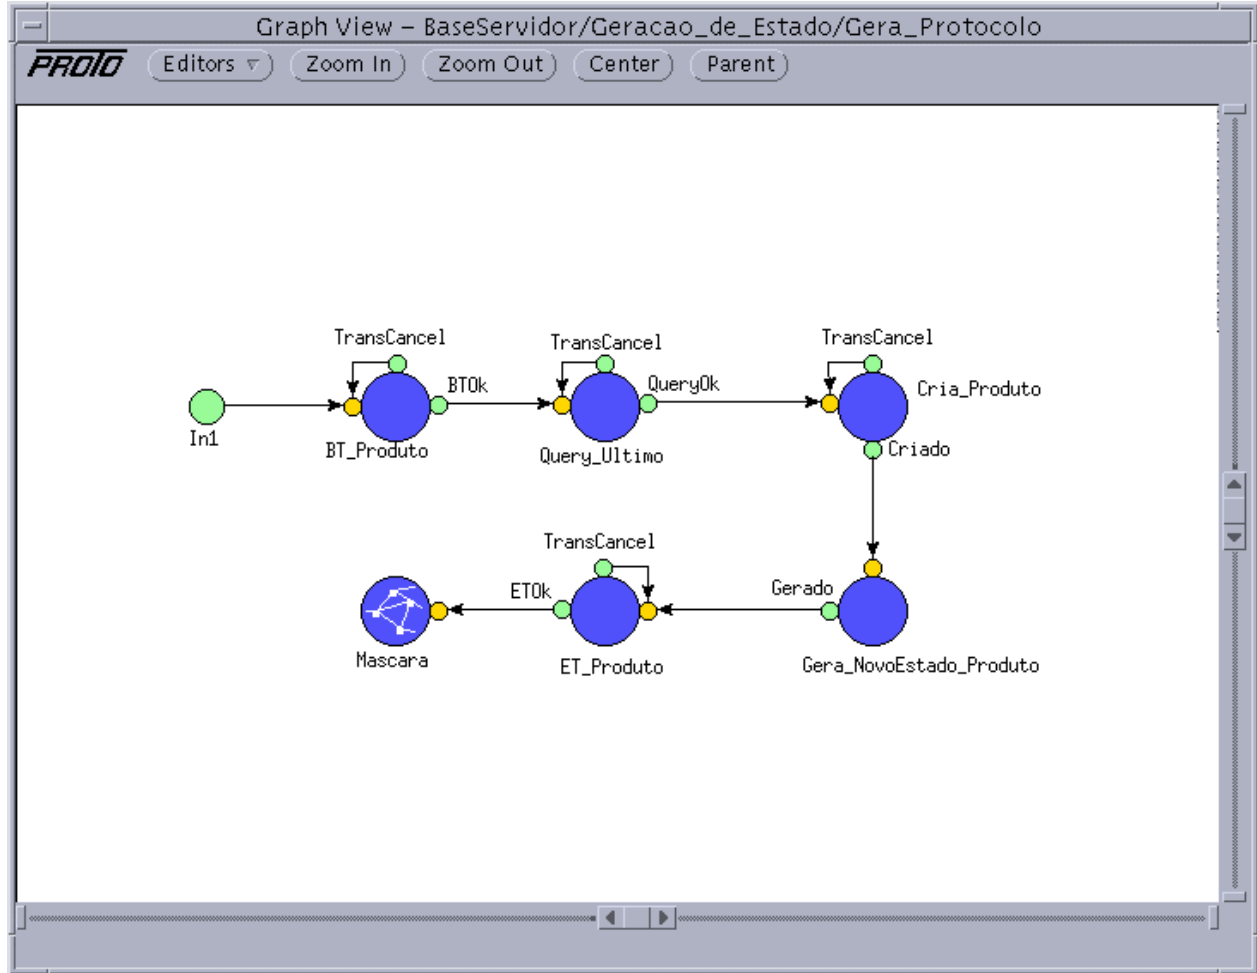 Graph View – BaseServidor/Geracao_de_Estado/Gera_Protocolo
PROTO Editors Zoom In Zoom Out Center Parent
TransCancel TransCancel TransCancel
BTOk QueryOk Cria_Produto
In1 BT_Produto Query_Ultimo Criado
TransCancel
ETOk Gerado
Mascara ET_Produto Gera_NovoEstado_Produto